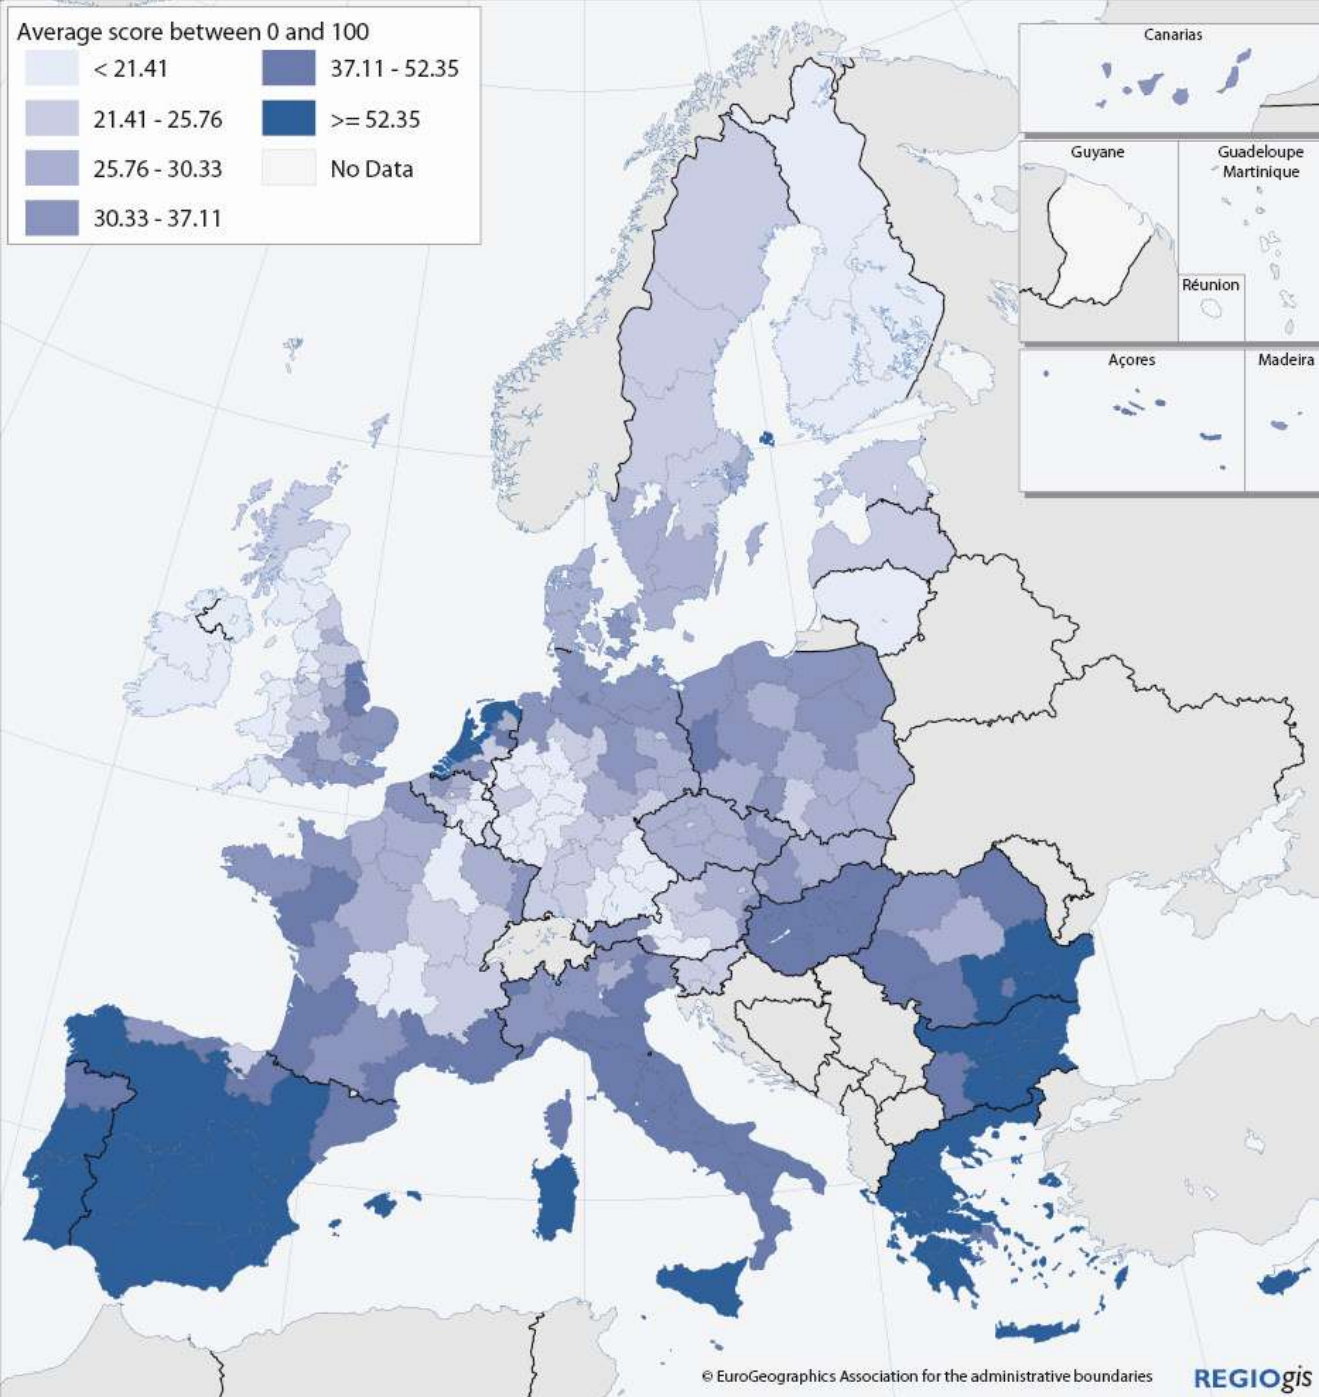 Average score between 0 and 100
< 21.41
37.11 - 52.35
21.41 - 25.76
>= 52.35
25.76 - 30.33
No Data
30.33 - 37.11
Canarias
Guyane
Guadeloupe
Martinique
Réunion
Açores
Madeira
© EuroGeographics Association for the administrative boundaries
REGIOgis